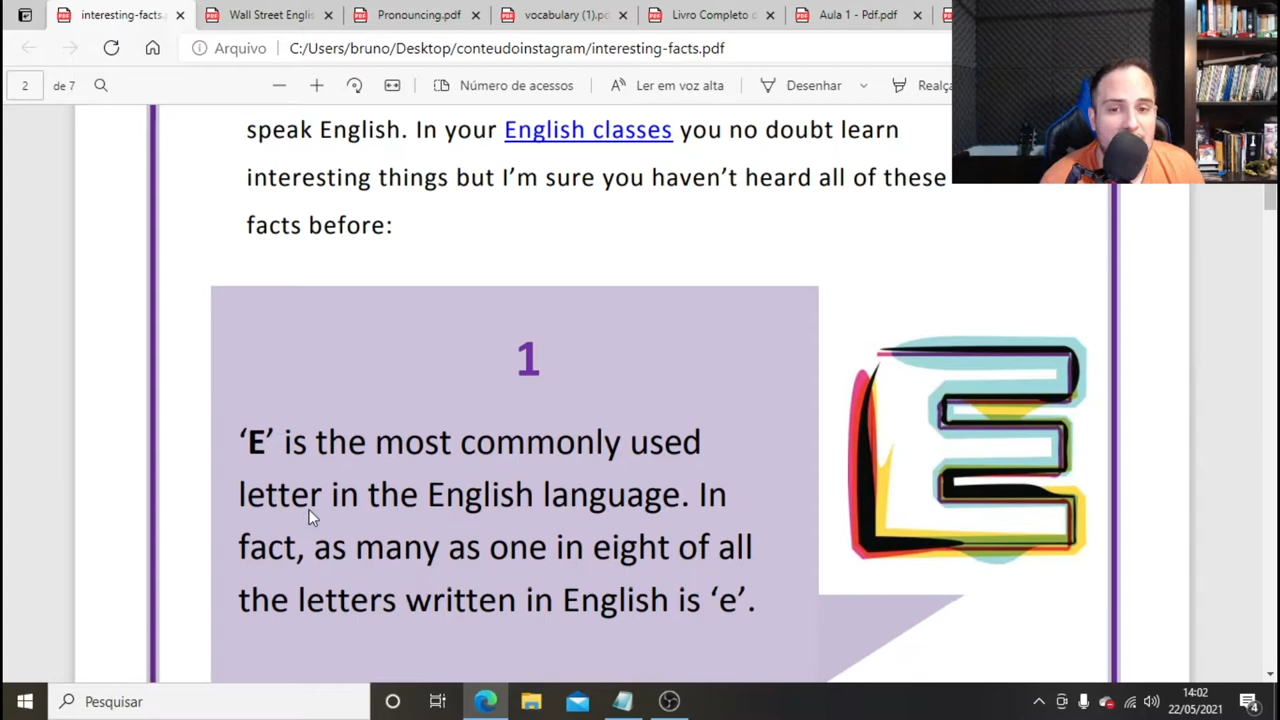 interesting-facts.
Wall Street Englis
Pronouncing.pdf
vocabulary (1).pd
Livro Completo d
Aula 1 - Pdf.pdf
Arquivo
C:/Users/bruno/Desktop/conteudoinstagram/interesting-facts.pdf
2
de 7
Número de acessos
Ler em voz alta
Desenhar
Realça
speak English. In your English classes you no doubt learn
interesting things but I’m sure you haven’t heard all of these
facts before:
1
‘E’ is the most commonly used
letter in the English language. In
fact, as many as one in eight of all
the letters written in English is ‘e’.
E
Pesquisar
14:02
22/05/2021
4